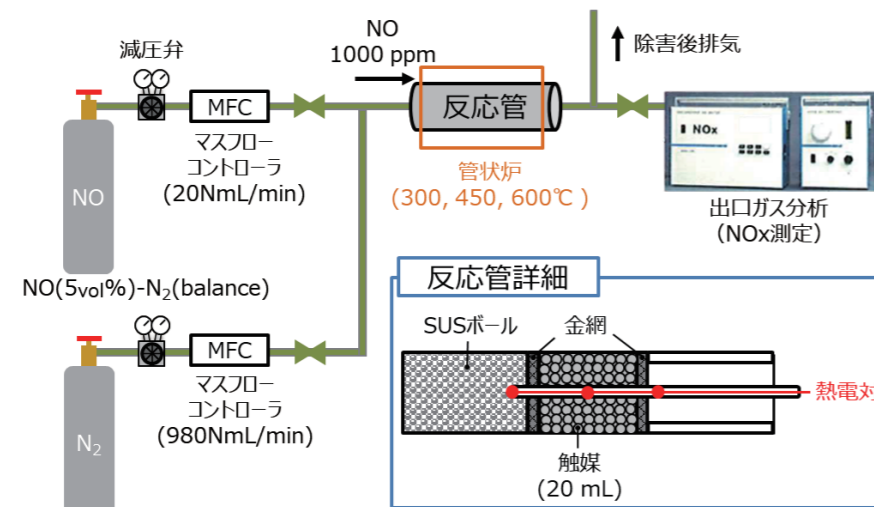 減圧弁
MFC
マスフロー
コントローラ
(20NmL/min)
NO
NO(5vol%)-N₂(balance)
NO
1000 ppm
反応管
管状炉
(300, 450, 600℃ )
除害後排気
NOx
出口ガス分析
(NOx測定)
MFC
マスフロー
コントローラ
(980NmL/min)
N₂
反応管詳細
SUSボール
金網
熱電対
触媒
(20 mL)